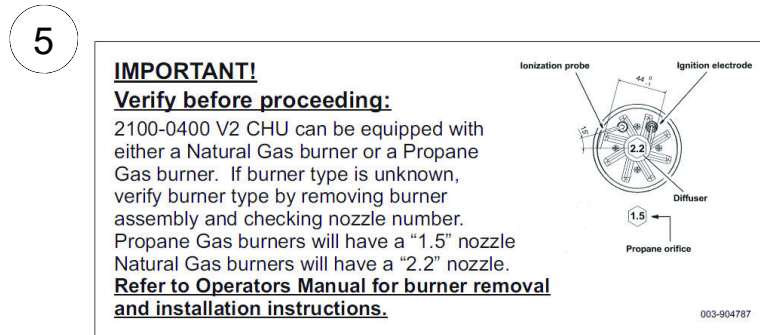 5
IMPORTANT!
Verify before proceeding:
2100-0400 V2 CHU can be equipped with
either a Natural Gas burner or a Propane
Gas burner.  If burner type is unknown,
verify burner type by removing burner
assembly and checking nozzle number.
Propane Gas burners will have a “1.5” nozzle
Natural Gas burners will have a “2.2” nozzle.
Refer to Operators Manual for burner removal
and installation instructions.
Ionization probe
Ignition electrode
44 0 -1
15°
2.2
Diffuser
1.5
Propane orifice
003-904787